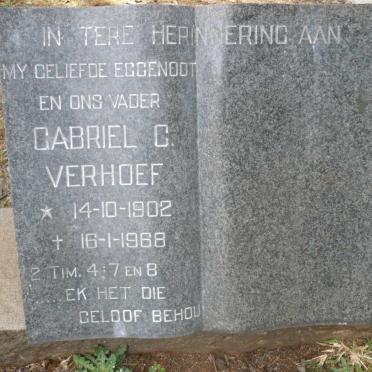 IN TERE HERINNERING AAN
MY GELIEFDE EGGENOOT
EN ONS VADER
GABRIEL C.
VERHOEF
* 14-10-1902
+ 16-1-1968
2 TIM. 4:7 EN 8
.... EK HET DIE
GELOOF BEHOU